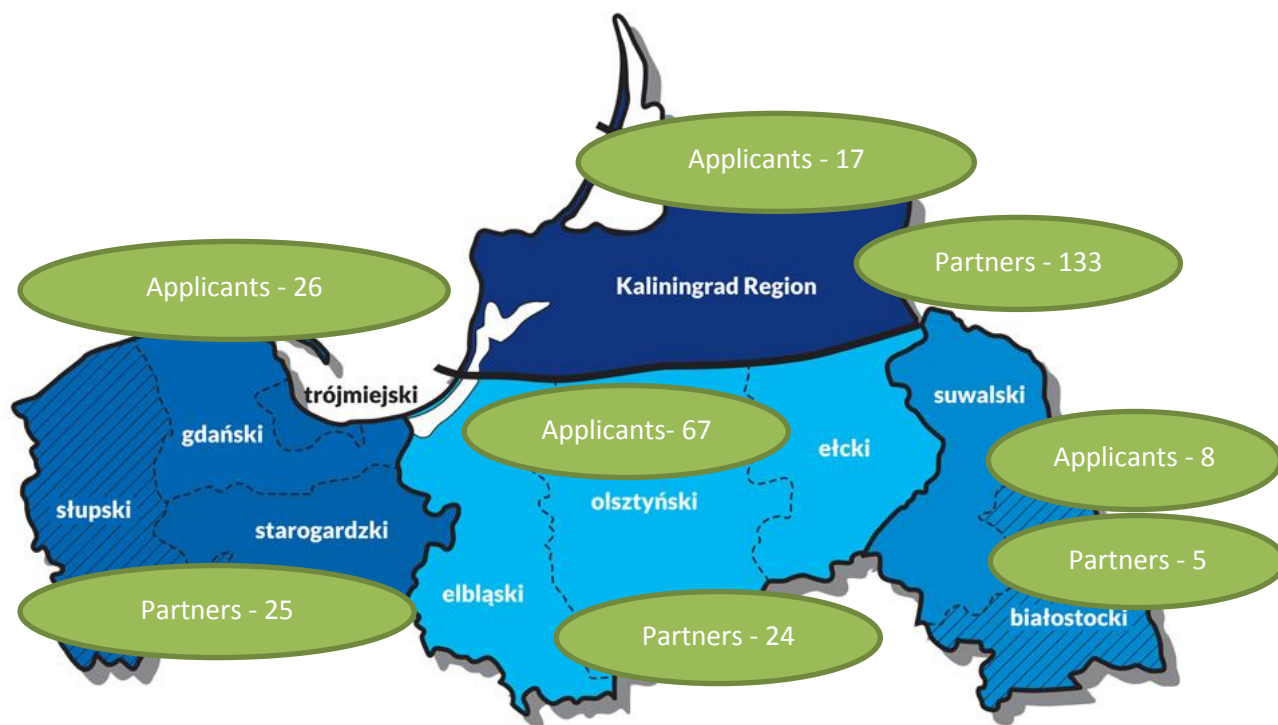 Applicants - 17
Partners - 133
Kaliningrad Region
Applicants - 26
trójmiejski
suwalski
gdański
Applicants- 67
ełcki
Applicants - 8
słupski
olsztyński
starogardzki
Partners - 5
elbląski
Partners - 25
białostocki
Partners - 24